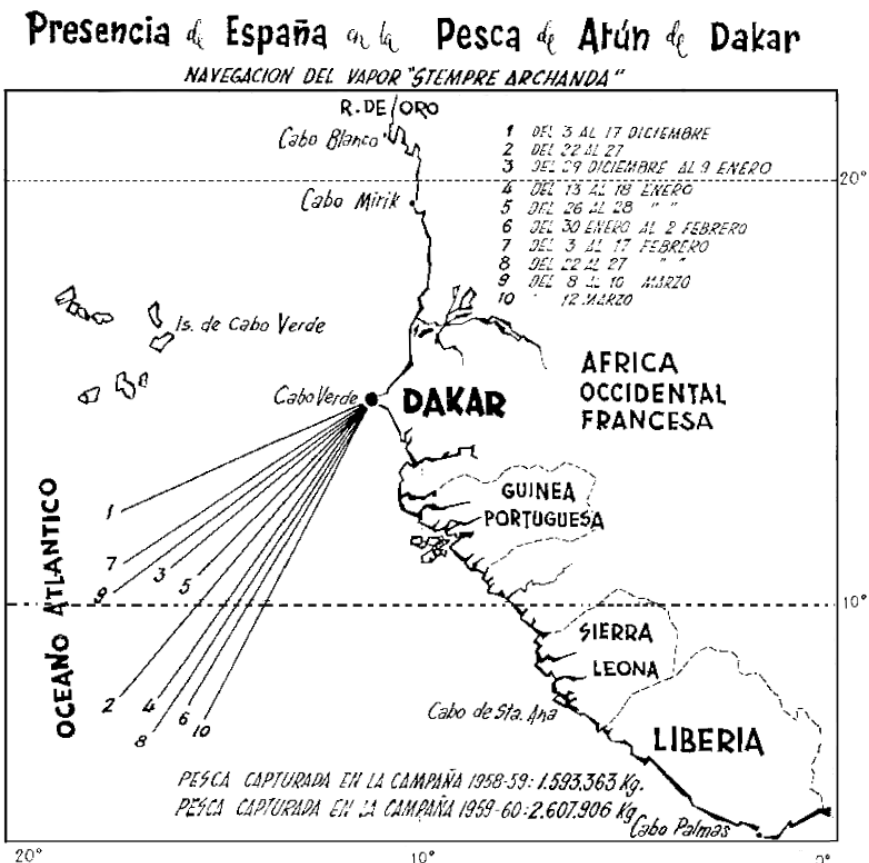 Presencia de España en la Pesca de Atún de Dakar
NAVEGACION DEL VAPOR "STEMPRE ARCHANDA"
R. DE ORO
Cabo Blanco
1 DEL 3 AL 17 DICIEMBRE
2 DEL 22 AL 27
3 DEL 29 DICIEMBRE AL 9 ENERO
20°
4 DEL 13 AL 18 ENERO
Cabo Mirik
5 DEL 26 AL 28 " "
6 DEL 30 ENERO AL 2 FEBRERO
7 DEL 3 AL 17 FEBRERO
8 DEL 22 AL 27 " "
9 DEL 8 AL 10 MARZO
10 " 12 MARZO
Is. de Cabo Verde
AFRICA
OCCIDENTAL
FRANCESA
Cabo Verde
DAKAR
GUINEA
PORTUGUESA
OCEANO ATLANTICO
1
7
3
5
9
10°
SIERRA
LEONA
2
4
6
8
10
Cabo de Sta. Ana
LIBERIA
PESCA CAPTURADA EN LA CAMPAÑA 1958-59: 1.593.363 Kg.
PESCA CAPTURADA EN LA CAMPAÑA 1959-60: 2.607.906 Kg
Cabo Palmas
20°
10°
0°